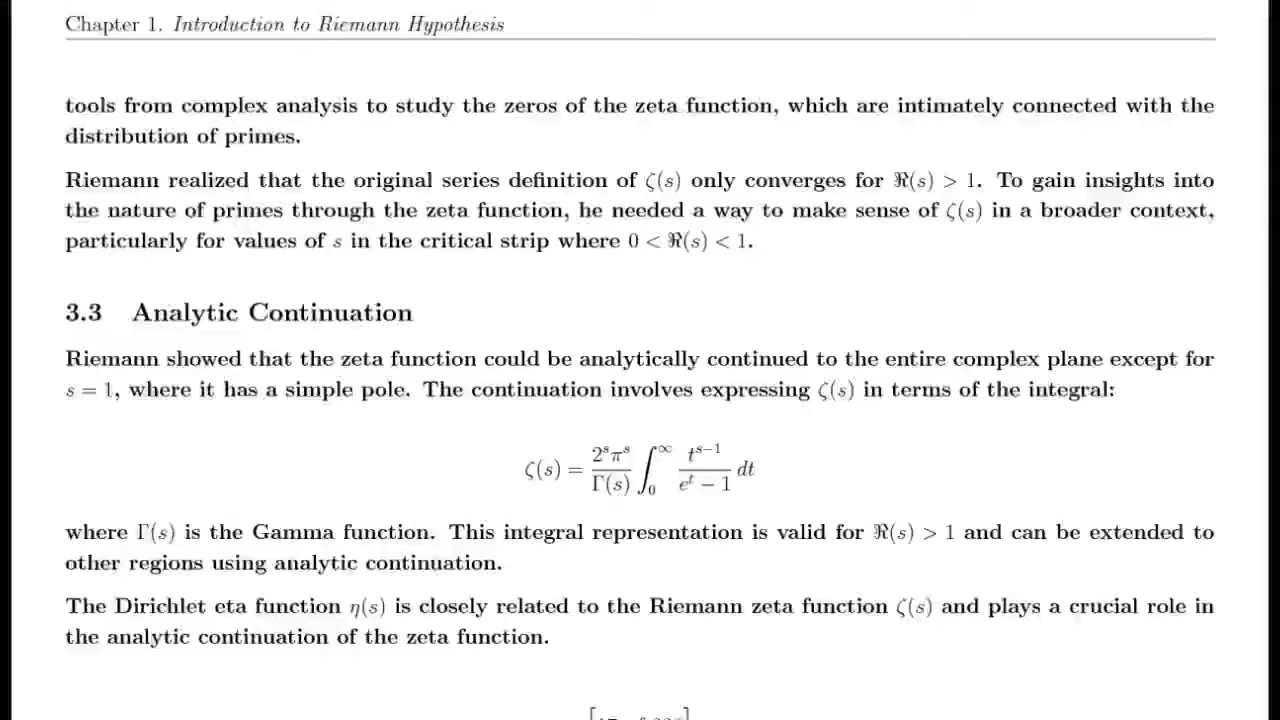 Chapter 1. Introduction to Riemann Hypothesis
tools from complex analysis to study the zeros of the zeta function, which are intimately connected with the
distribution of primes.
Riemann realized that the original series definition of ζ(s) only converges for ℜ(s) > 1. To gain insights into
the nature of primes through the zeta function, he needed a way to make sense of ζ(s) in a broader context,
particularly for values of s in the critical strip where 0 < ℜ(s) < 1.
3.3 Analytic Continuation
Riemann showed that the zeta function could be analytically continued to the entire complex plane except for
s = 1, where it has a simple pole. The continuation involves expressing ζ(s) in terms of the integral:
ζ(s) = \frac{2^s π^s}{Γ(s)} ∫_0^∞ \frac{t^{s−1}}{e^t − 1} dt
where Γ(s) is the Gamma function. This integral representation is valid for ℜ(s) > 1 and can be extended to
other regions using analytic continuation.
The Dirichlet eta function η(s) is closely related to the Riemann zeta function ζ(s) and plays a crucial role in
the analytic continuation of the zeta function.